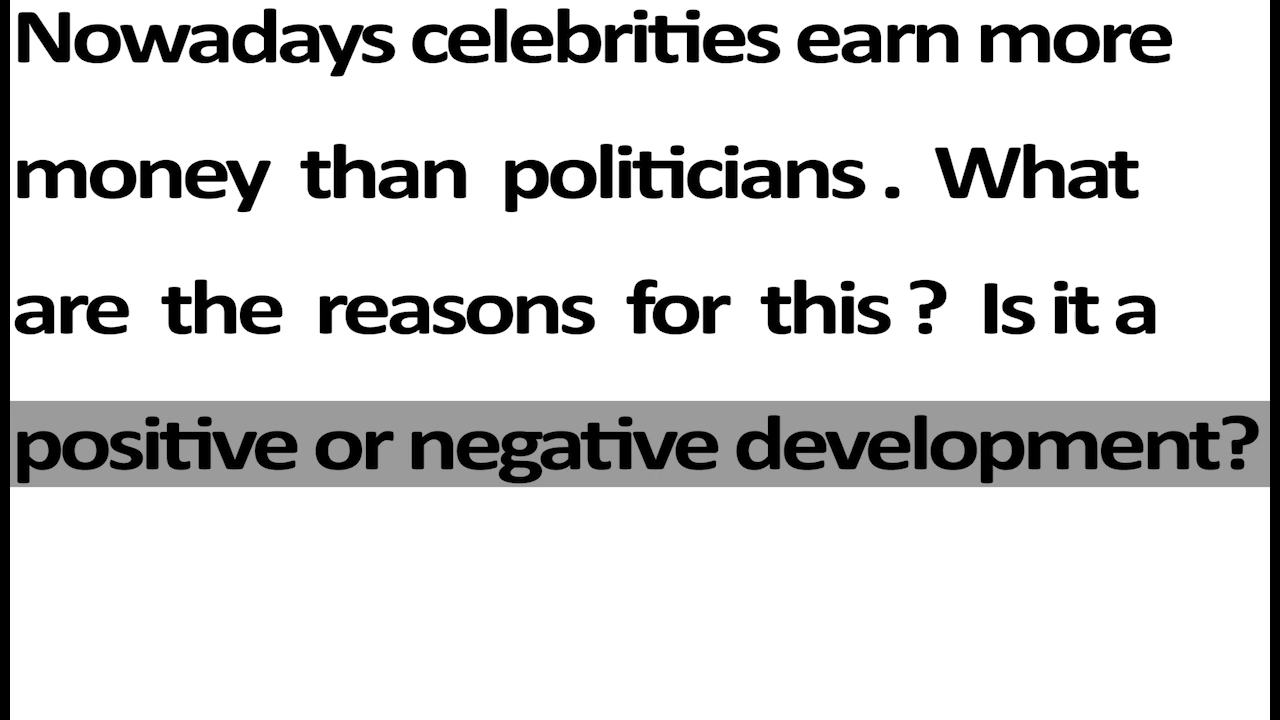 Nowadays celebrities earn more
money than politicians . What
are the reasons for this ? Is it a
positive or negative development?